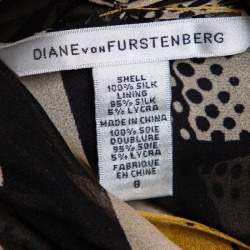 DIANE VON FURSTENBERG
SHELL
100% SILK
LINING
95% SILK
5% LYCRA
MADE IN CHINA
100% SOIE
DOUBLURE
95% SOIE
5% LYCRA
FABRIQUE
EN CHINE
8